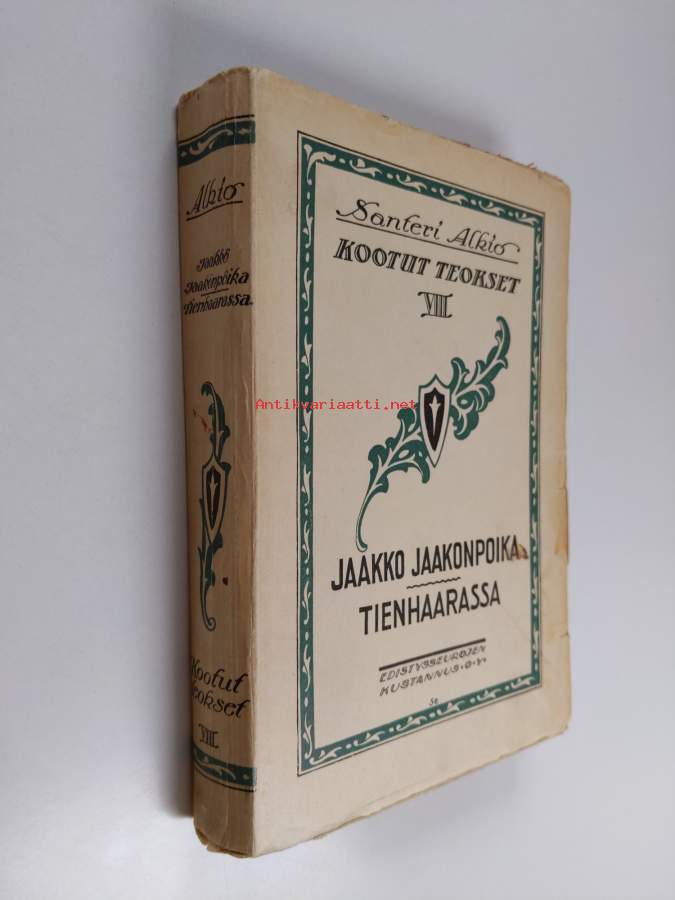 Alkio
Jaakko
Jaakonpoika
Tienhaarassa.
Kootut
Teokset
VIII
Santeri Alkio
KOOTUT TEOKSET
VIII
Antikvariaatti.net
JAAKKO JAAKONPOIKA
TIENHAARASSA
EDISTYSSEUROJEN
KUSTANNUS·O·Y·